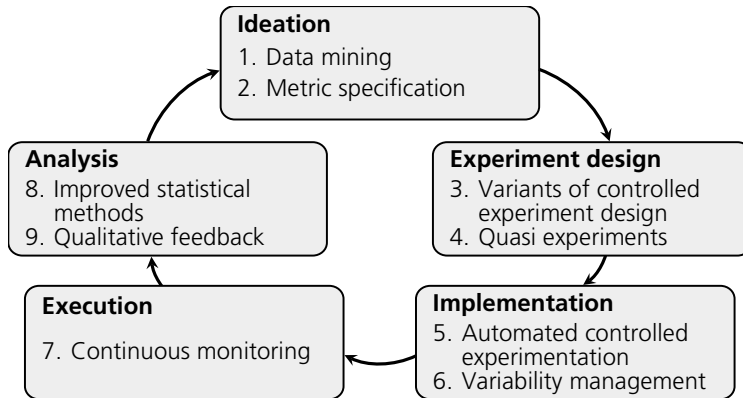 Ideation
1. Data mining
2. Metric specification
Analysis
8. Improved statistical
methods
9. Qualitative feedback
Experiment design
3. Variants of controlled
experiment design
4. Quasi experiments
Execution
7. Continuous monitoring
Implementation
5. Automated controlled
experimentation
6. Variability management